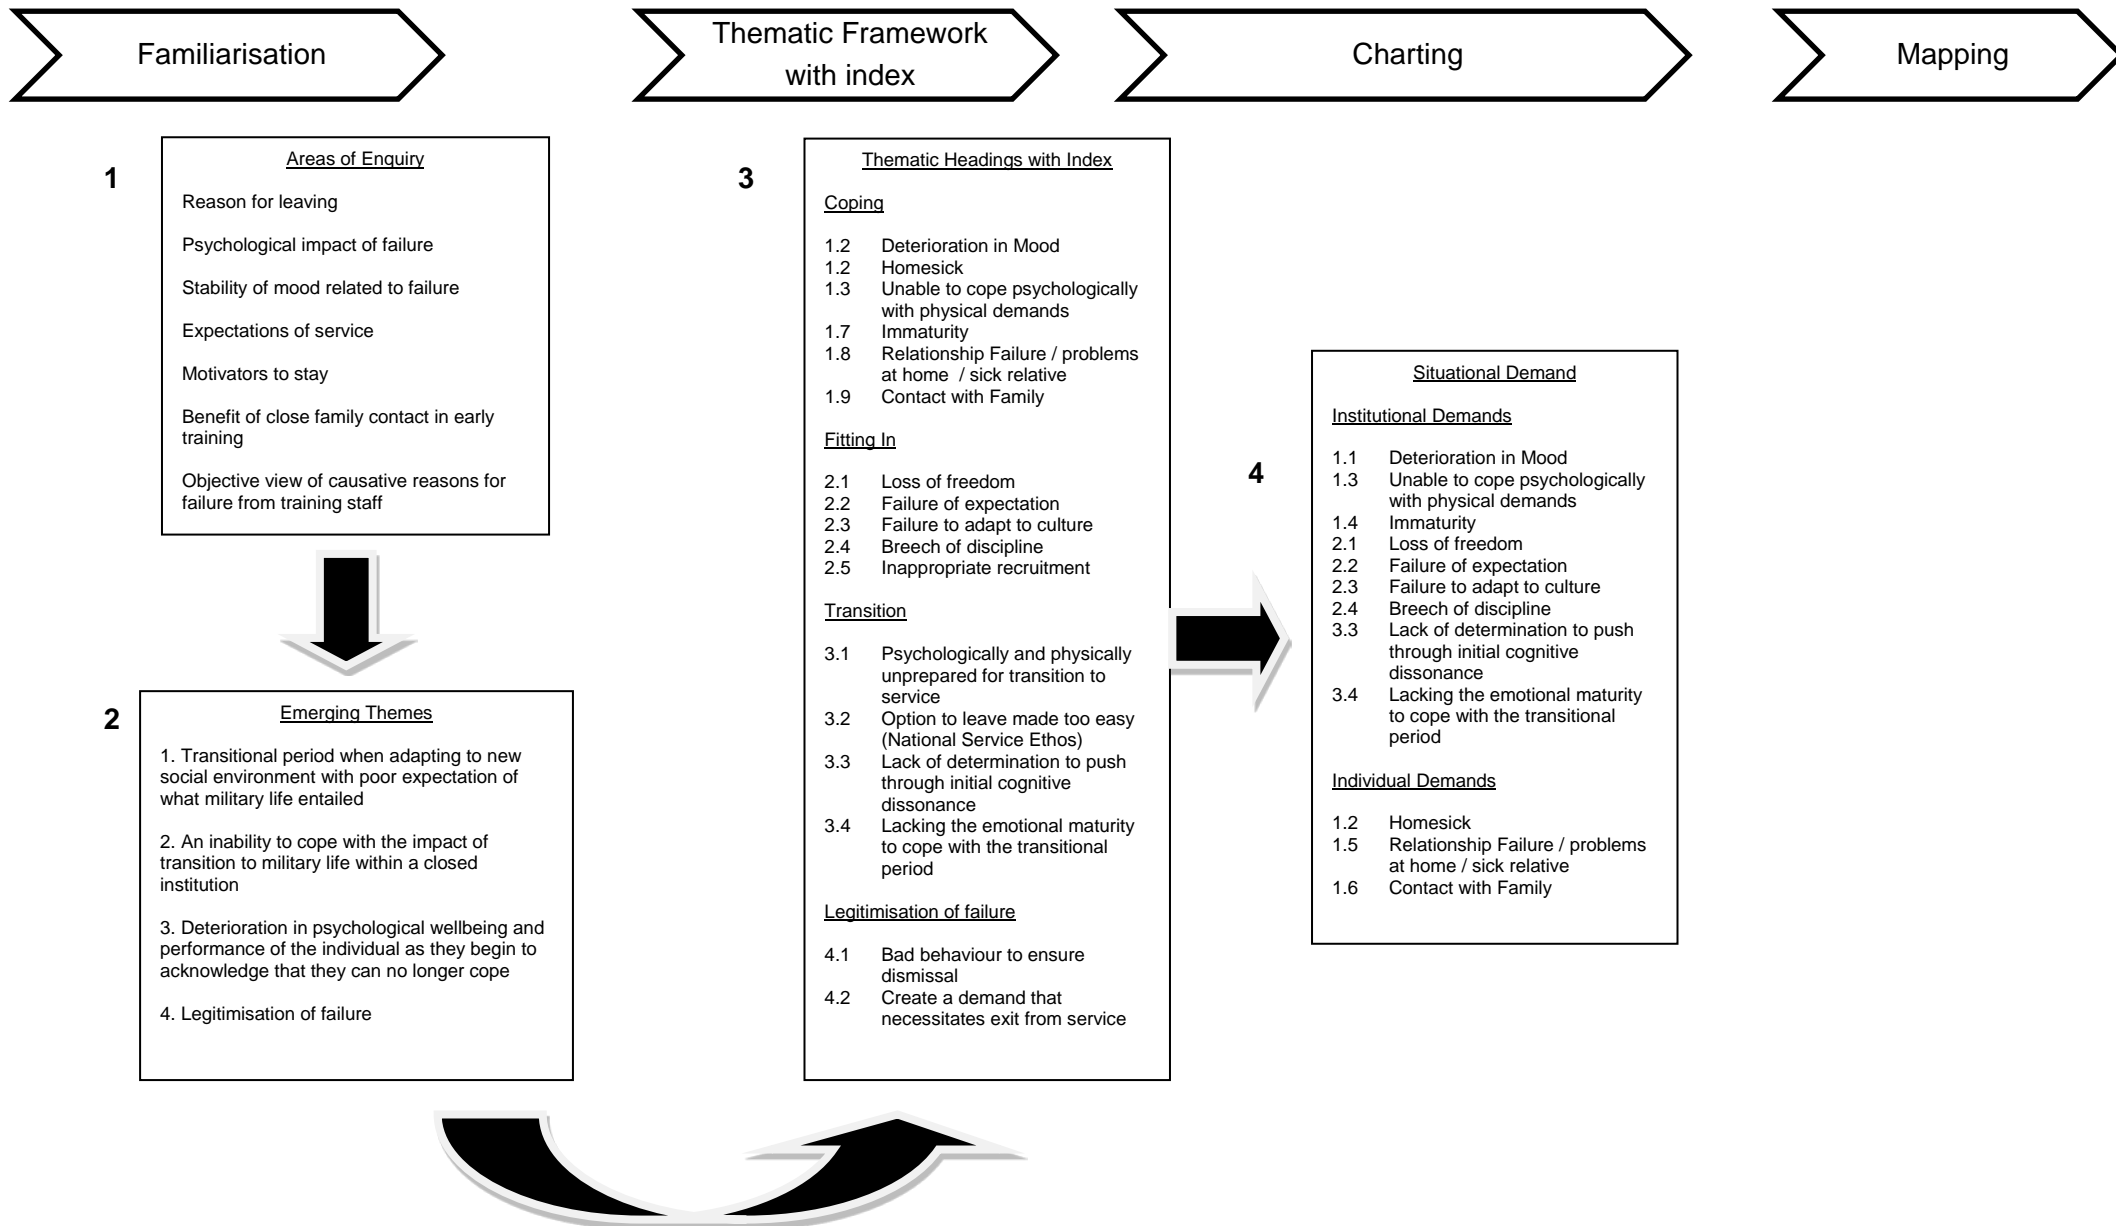 Familiarisation
Thematic Framework
with index
Charting
Mapping
1
Areas of Enquiry
Reason for leaving
Psychological impact of failure
Stability of mood related to failure
Expectations of service
Motivators to stay
Benefit of close family contact in early
training
Objective view of causative reasons for
failure from training staff
2
Emerging Themes
1. Transitional period when adapting to new
social environment with poor expectation of
what military life entailed
2. An inability to cope with the impact of
transition to military life within a closed
institution
3. Deterioration in psychological wellbeing and
performance of the individual as they begin to
acknowledge that they can no longer cope
4. Legitimisation of failure
3
Thematic Headings with Index
Coping
1.2 Deterioration in Mood
1.2 Homesick
1.3 Unable to cope psychologically
with physical demands
1.7 Immaturity
1.8 Relationship Failure / problems
at home / sick relative
1.9 Contact with Family
Fitting In
2.1 Loss of freedom
2.2 Failure of expectation
2.3 Failure to adapt to culture
2.4 Breech of discipline
2.5 Inappropriate recruitment
Transition
3.1 Psychologically and physically
unprepared for transition to
service
3.2 Option to leave made too easy
(National Service Ethos)
3.3 Lack of determination to push
through initial cognitive
dissonance
3.4 Lacking the emotional maturity
to cope with the transitional
period
Legitimisation of failure
4.1 Bad behaviour to ensure
dismissal
4.2 Create a demand that
necessitates exit from service
4
Situational Demand
Institutional Demands
1.1 Deterioration in Mood
1.3 Unable to cope psychologically
with physical demands
1.4 Immaturity
2.1 Loss of freedom
2.2 Failure of expectation
2.3 Failure to adapt to culture
2.4 Breech of discipline
3.3 Lack of determination to push
through initial cognitive
dissonance
3.4 Lacking the emotional maturity
to cope with the transitional
period
Individual Demands
1.2 Homesick
1.5 Relationship Failure / problems
at home / sick relative
1.6 Contact with Family